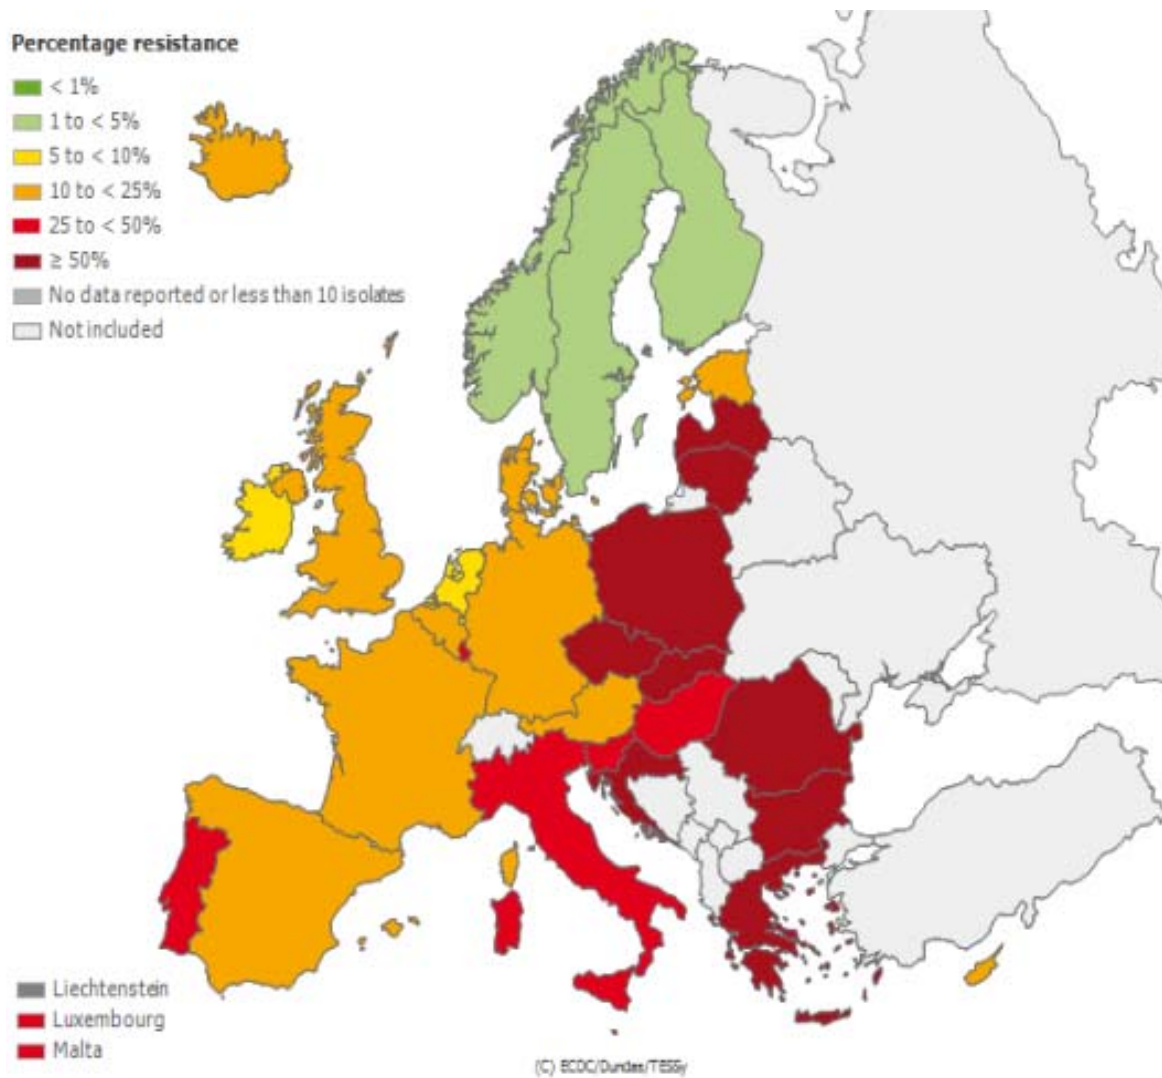 Percentage resistance
< 1%
1 to < 5%
5 to < 10%
10 to < 25%
25 to < 50%
≥ 50%
No data reported or less than 10 isolates
Not included
Liechtenstein
Luxembourg
Malta
(C) ECDC/Dundas/TESSy